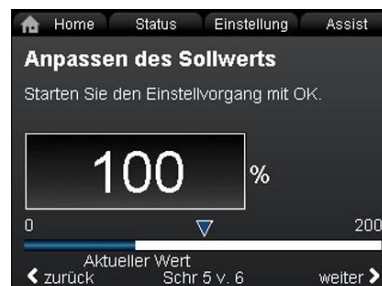 Home Status Einstellung Assist
Anpassen des Sollwerts
Starten Sie den Einstellvorgang mit OK.
100 %
0 200
Aktueller Wert
zurück Schr 5 v. 6 weiter